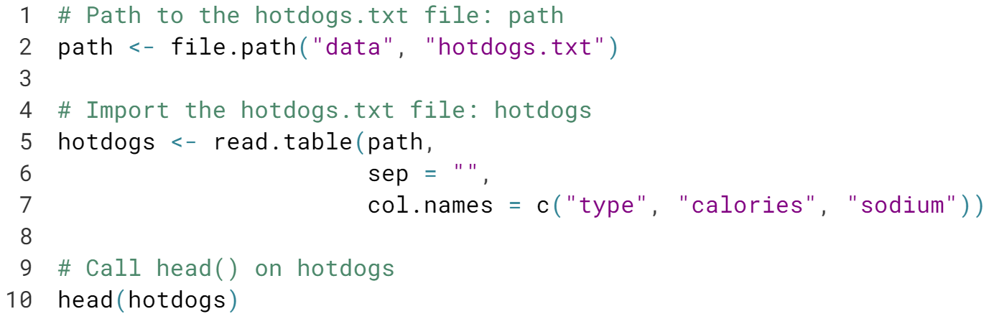 1 # Path to the hotdogs.txt file: path
2 path <- file.path("data", "hotdogs.txt")
3
4 # Import the hotdogs.txt file: hotdogs
5 hotdogs <- read.table(path,
6                       sep = "",
7                       col.names = c("type", "calories", "sodium"))
8
9 # Call head() on hotdogs
10 head(hotdogs)